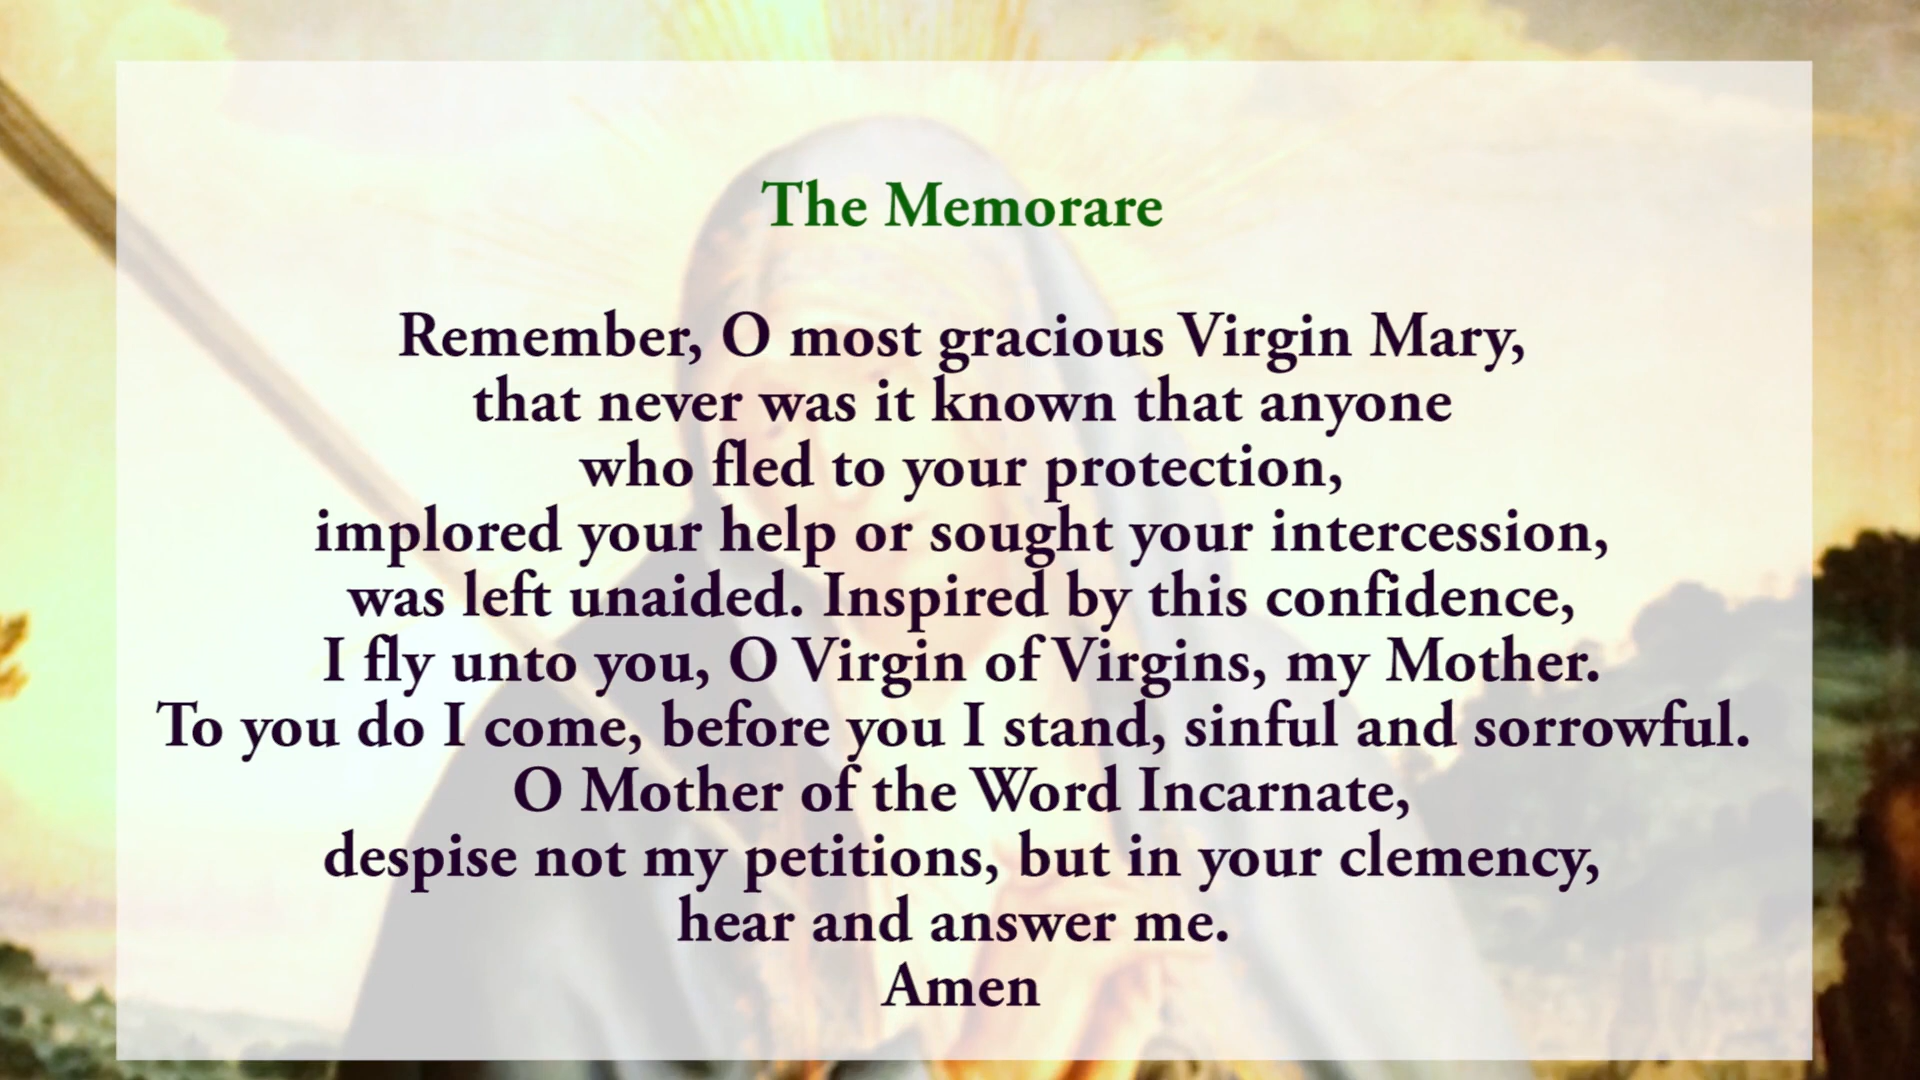 The Memorare
Remember, O most gracious Virgin Mary,
that never was it known that anyone
who fled to your protection,
implored your help or sought your intercession,
was left unaided. Inspired by this confidence,
I fly unto you, O Virgin of Virgins, my Mother.
To you do I come, before you I stand, sinful and sorrowful.
O Mother of the Word Incarnate,
despise not my petitions, but in your clemency,
hear and answer me.
Amen